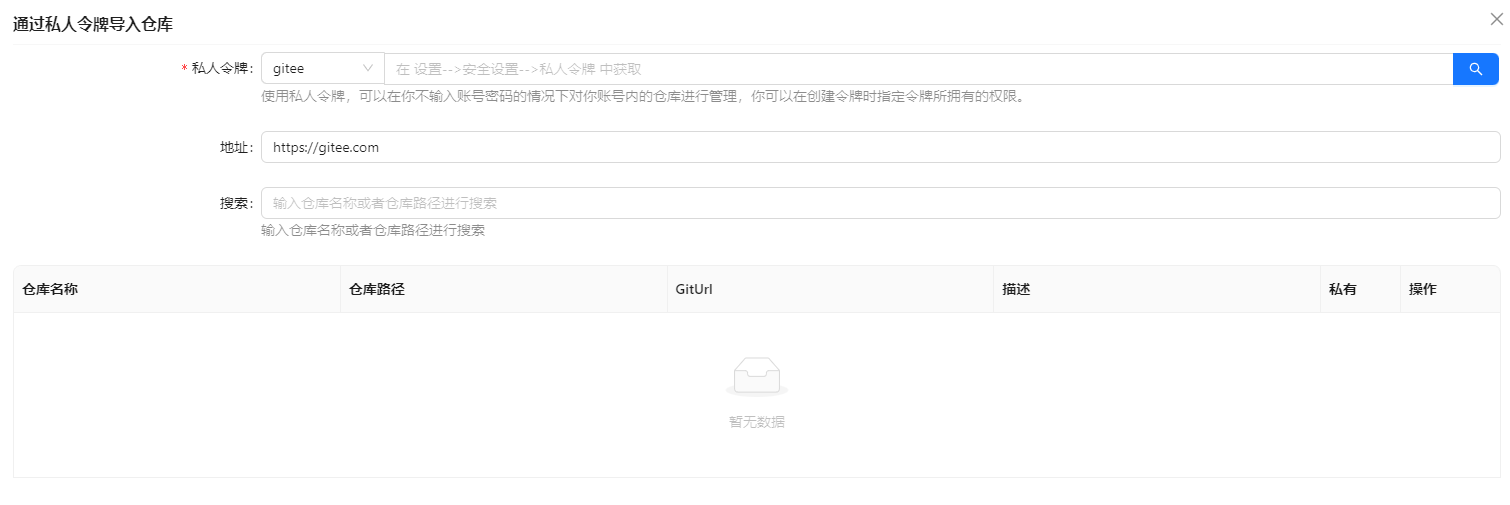 通过私人令牌导入仓库
* 私人令牌： gitee 在 设置-->安全设置-->私人令牌 中获取
使用私人令牌，可以在你不输入账号密码的情况下对你账号内的仓库进行管理，你可以在创建令牌时指定令牌所拥有的权限。
地址： https://gitee.com
搜索： 输入仓库名称或者仓库路径进行搜索
输入仓库名称或者仓库路径进行搜索
仓库名称 仓库路径 GitUrl 描述 私有 操作
暂无数据